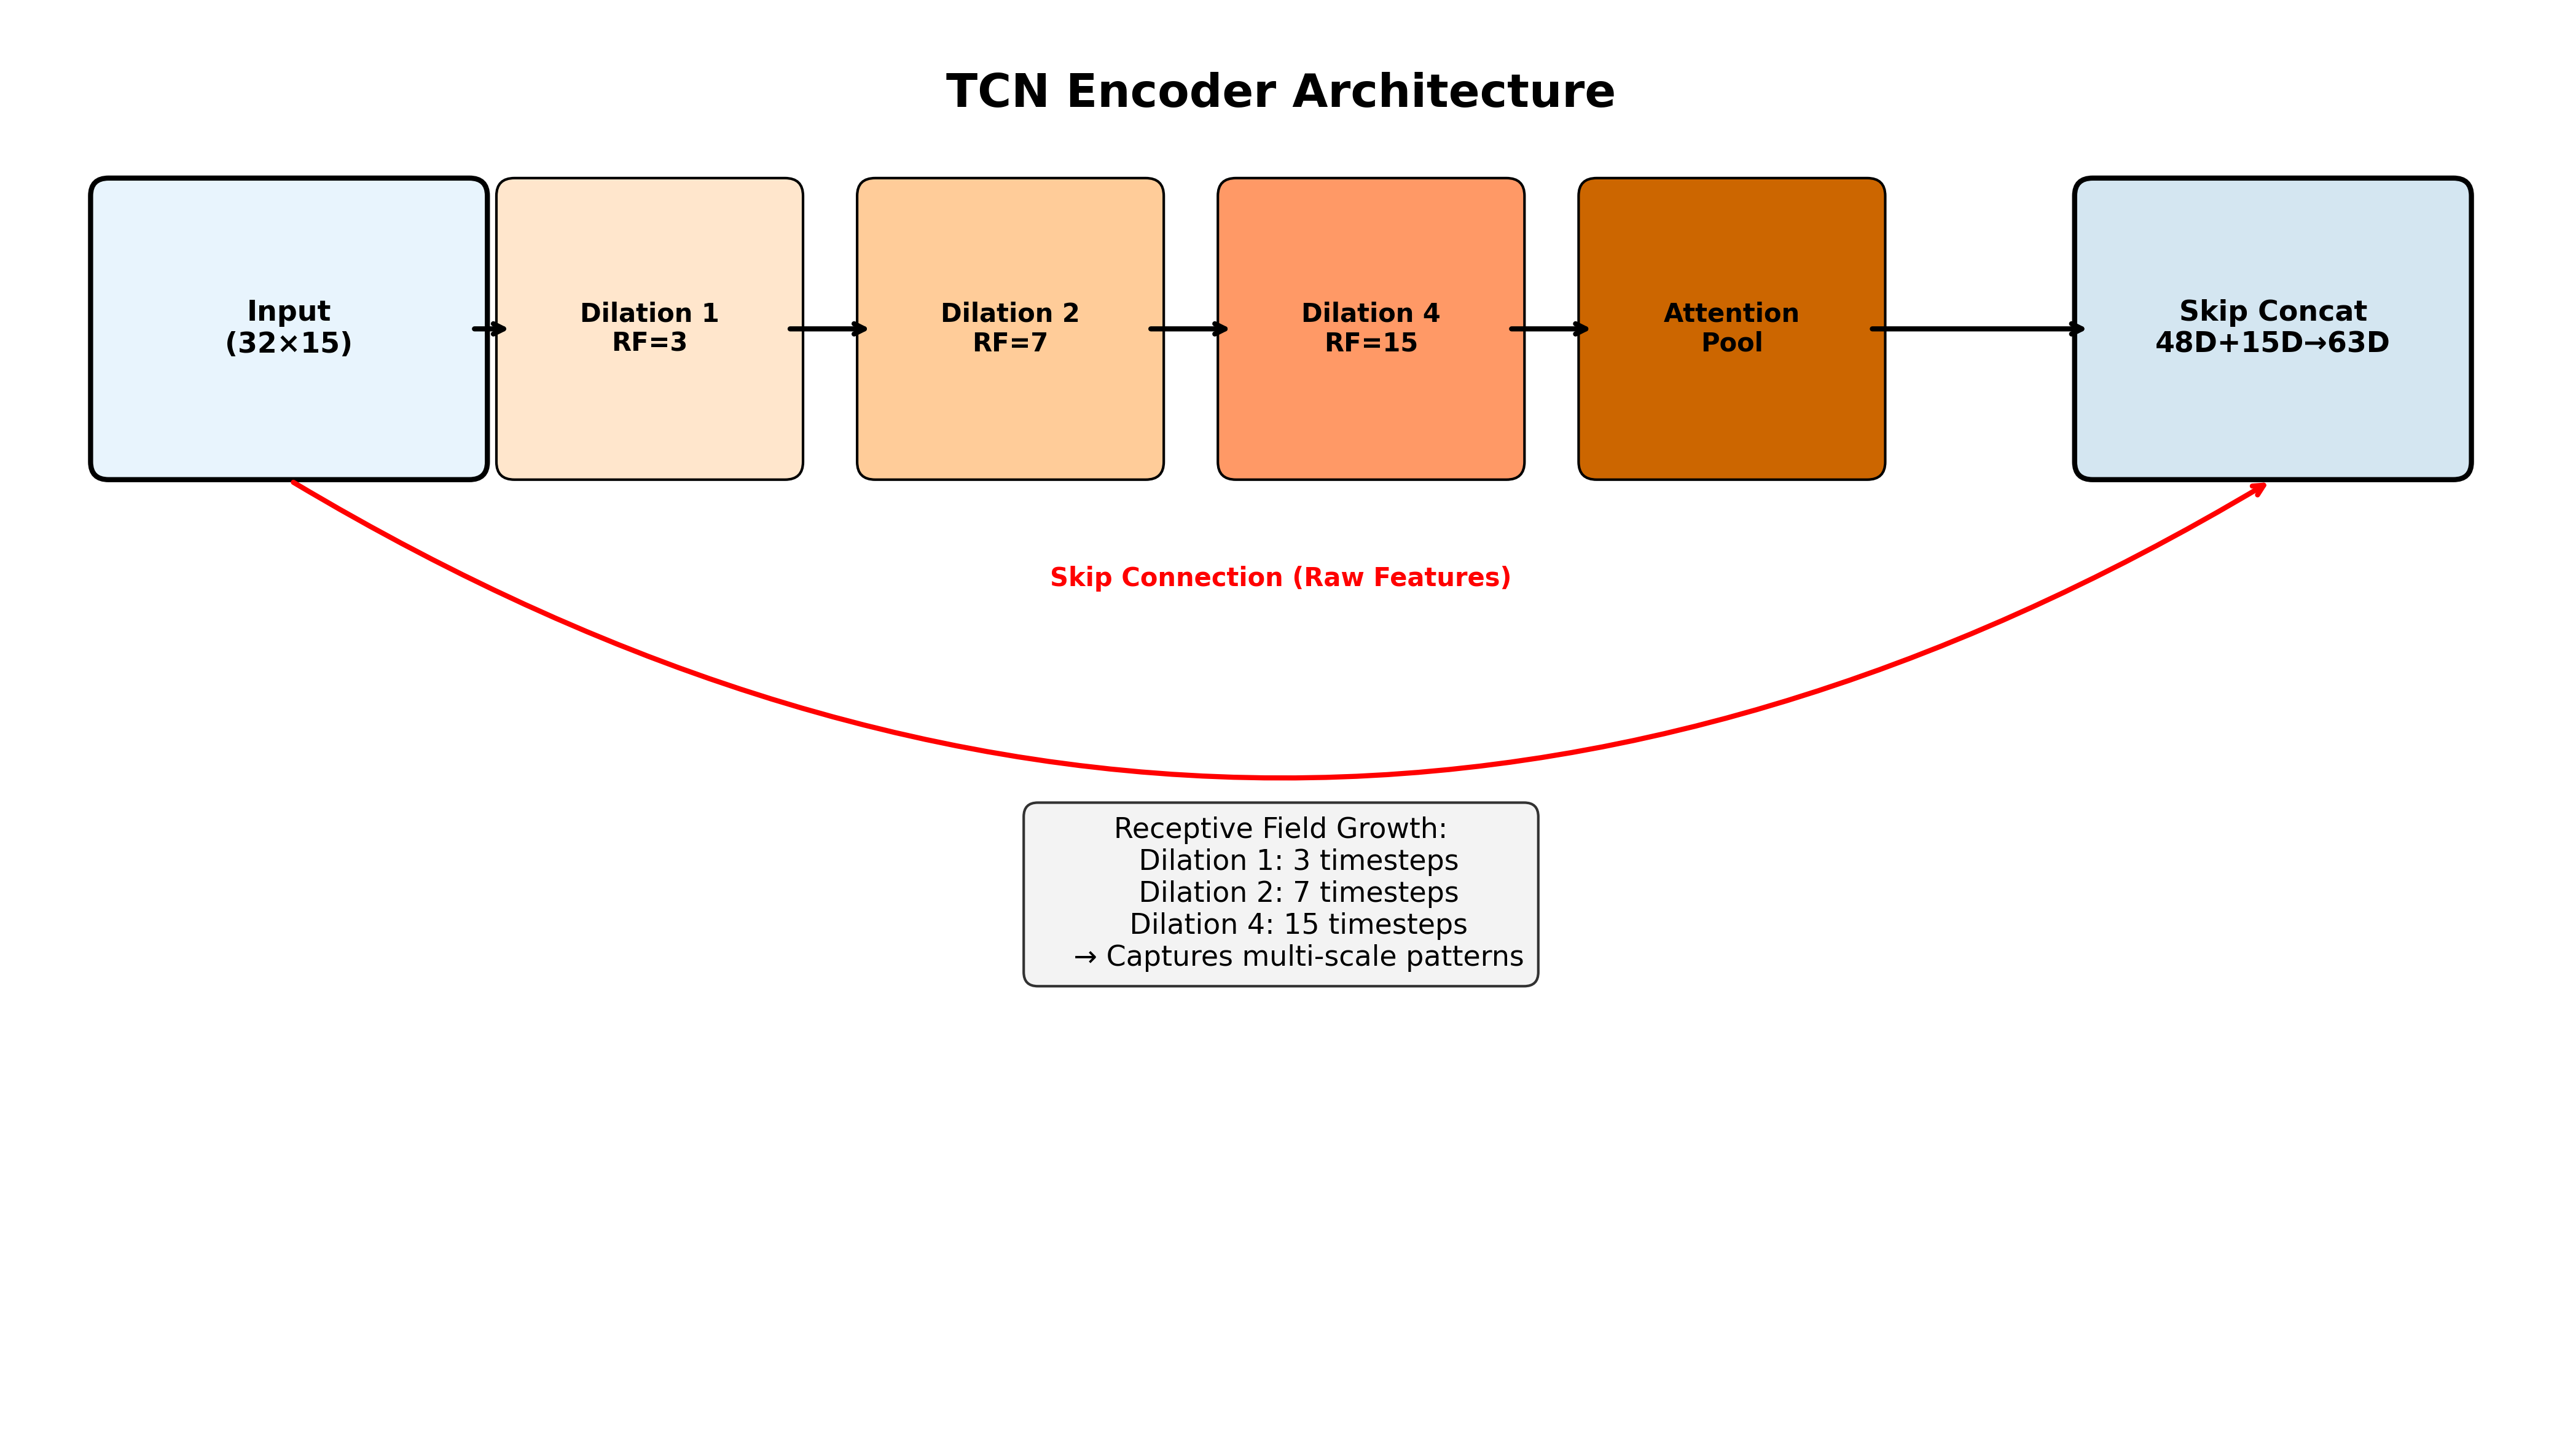 TCN Encoder Architecture
Input
(32×15)
Dilation 1
RF=3
Dilation 2
RF=7
Dilation 4
RF=15
Attention
Pool
Skip Concat
48D+15D→63D
Skip Connection (Raw Features)
Receptive Field Growth:
Dilation 1: 3 timesteps
Dilation 2: 7 timesteps
Dilation 4: 15 timesteps
→ Captures multi-scale patterns